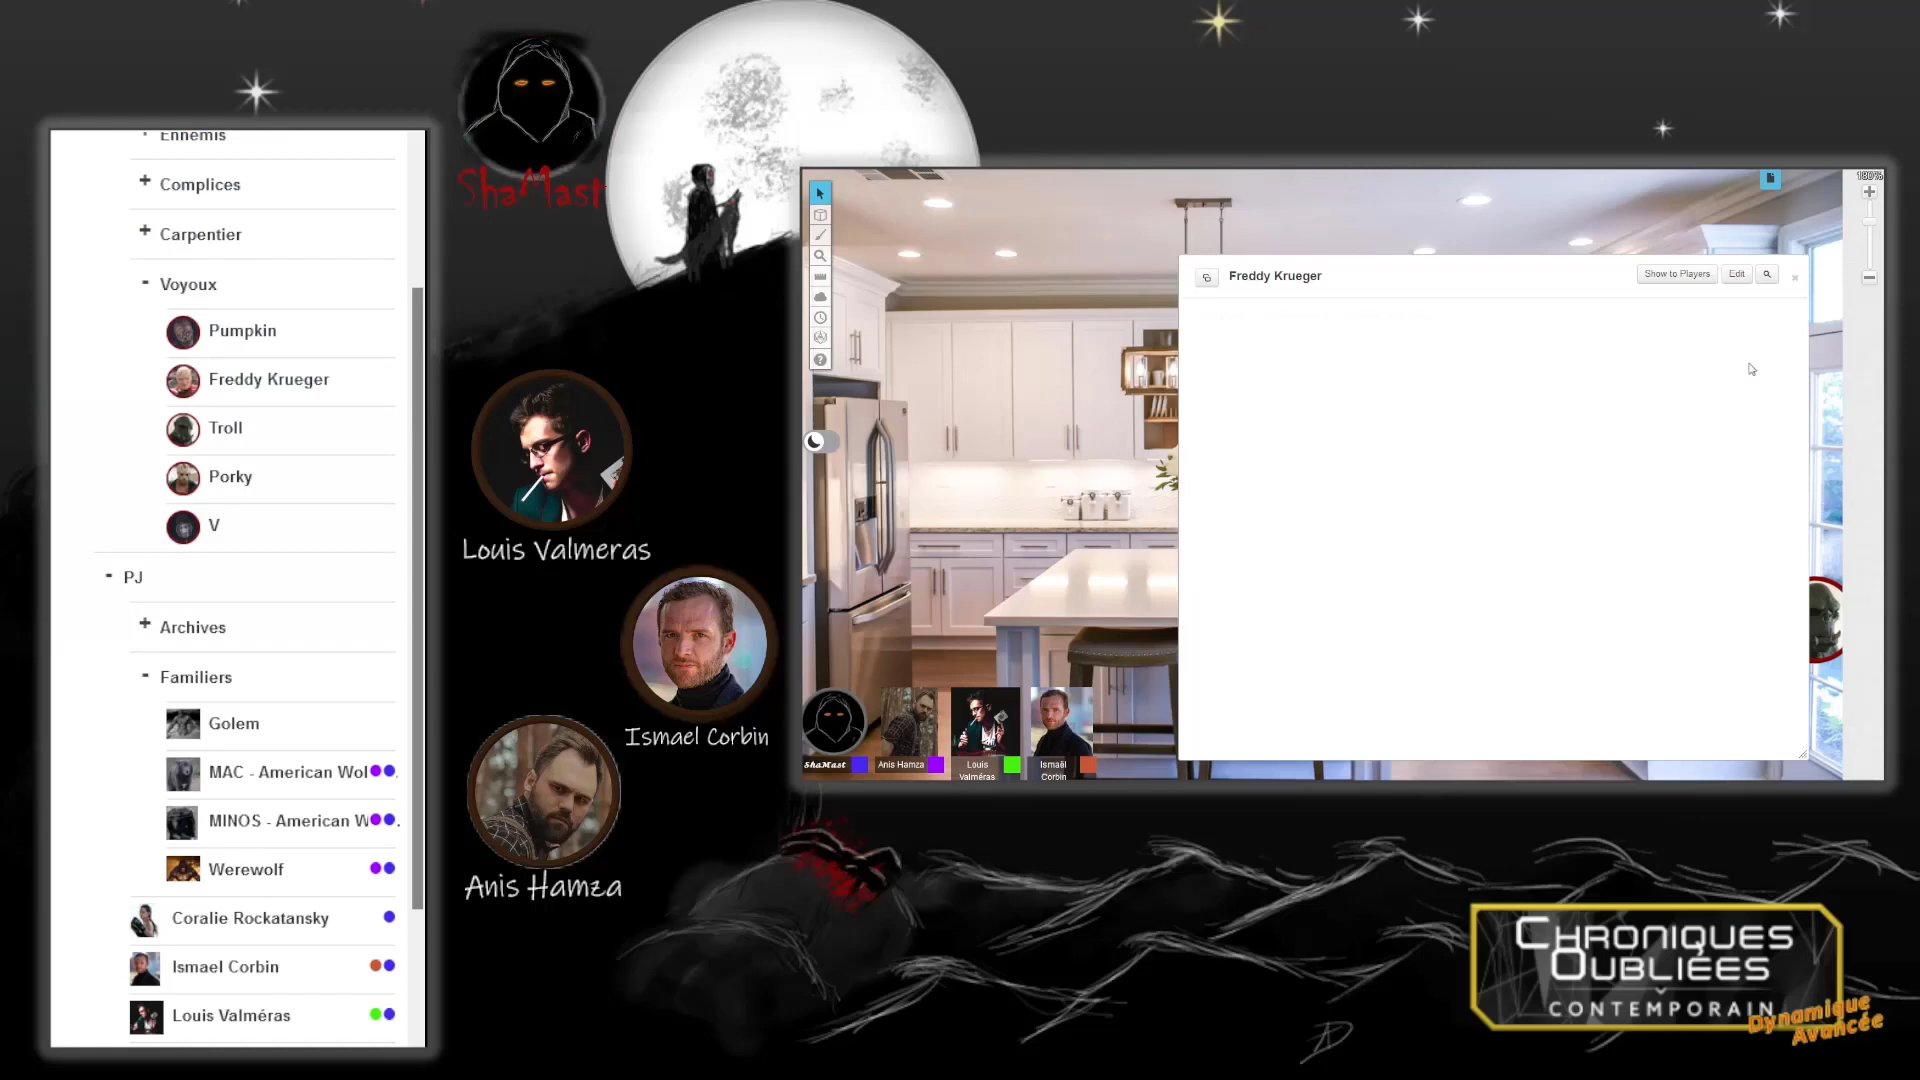 Ennemis
+ Complices
+ Carpentier
- Voyoux
Pumpkin
Freddy Krueger
Troll
Porky
V
- PJ
+ Archives
- Familiers
Golem
MAC - American Wol
MINOS - American W
Werewolf
Coralie Rockatansky
Ismael Corbin
Louis Valméras
ShaMast
Louis Valmeras
Ismael Corbin
Anis Hamza
180%
Freddy Krueger
Show to Players
Edit
ShaMast
Anis Hamza
Louis
Valméras
Ismaël
Corbin
CHRONIQUES
OUBLIÉES
CONTEMPORAIN
Dynamique
Avancée